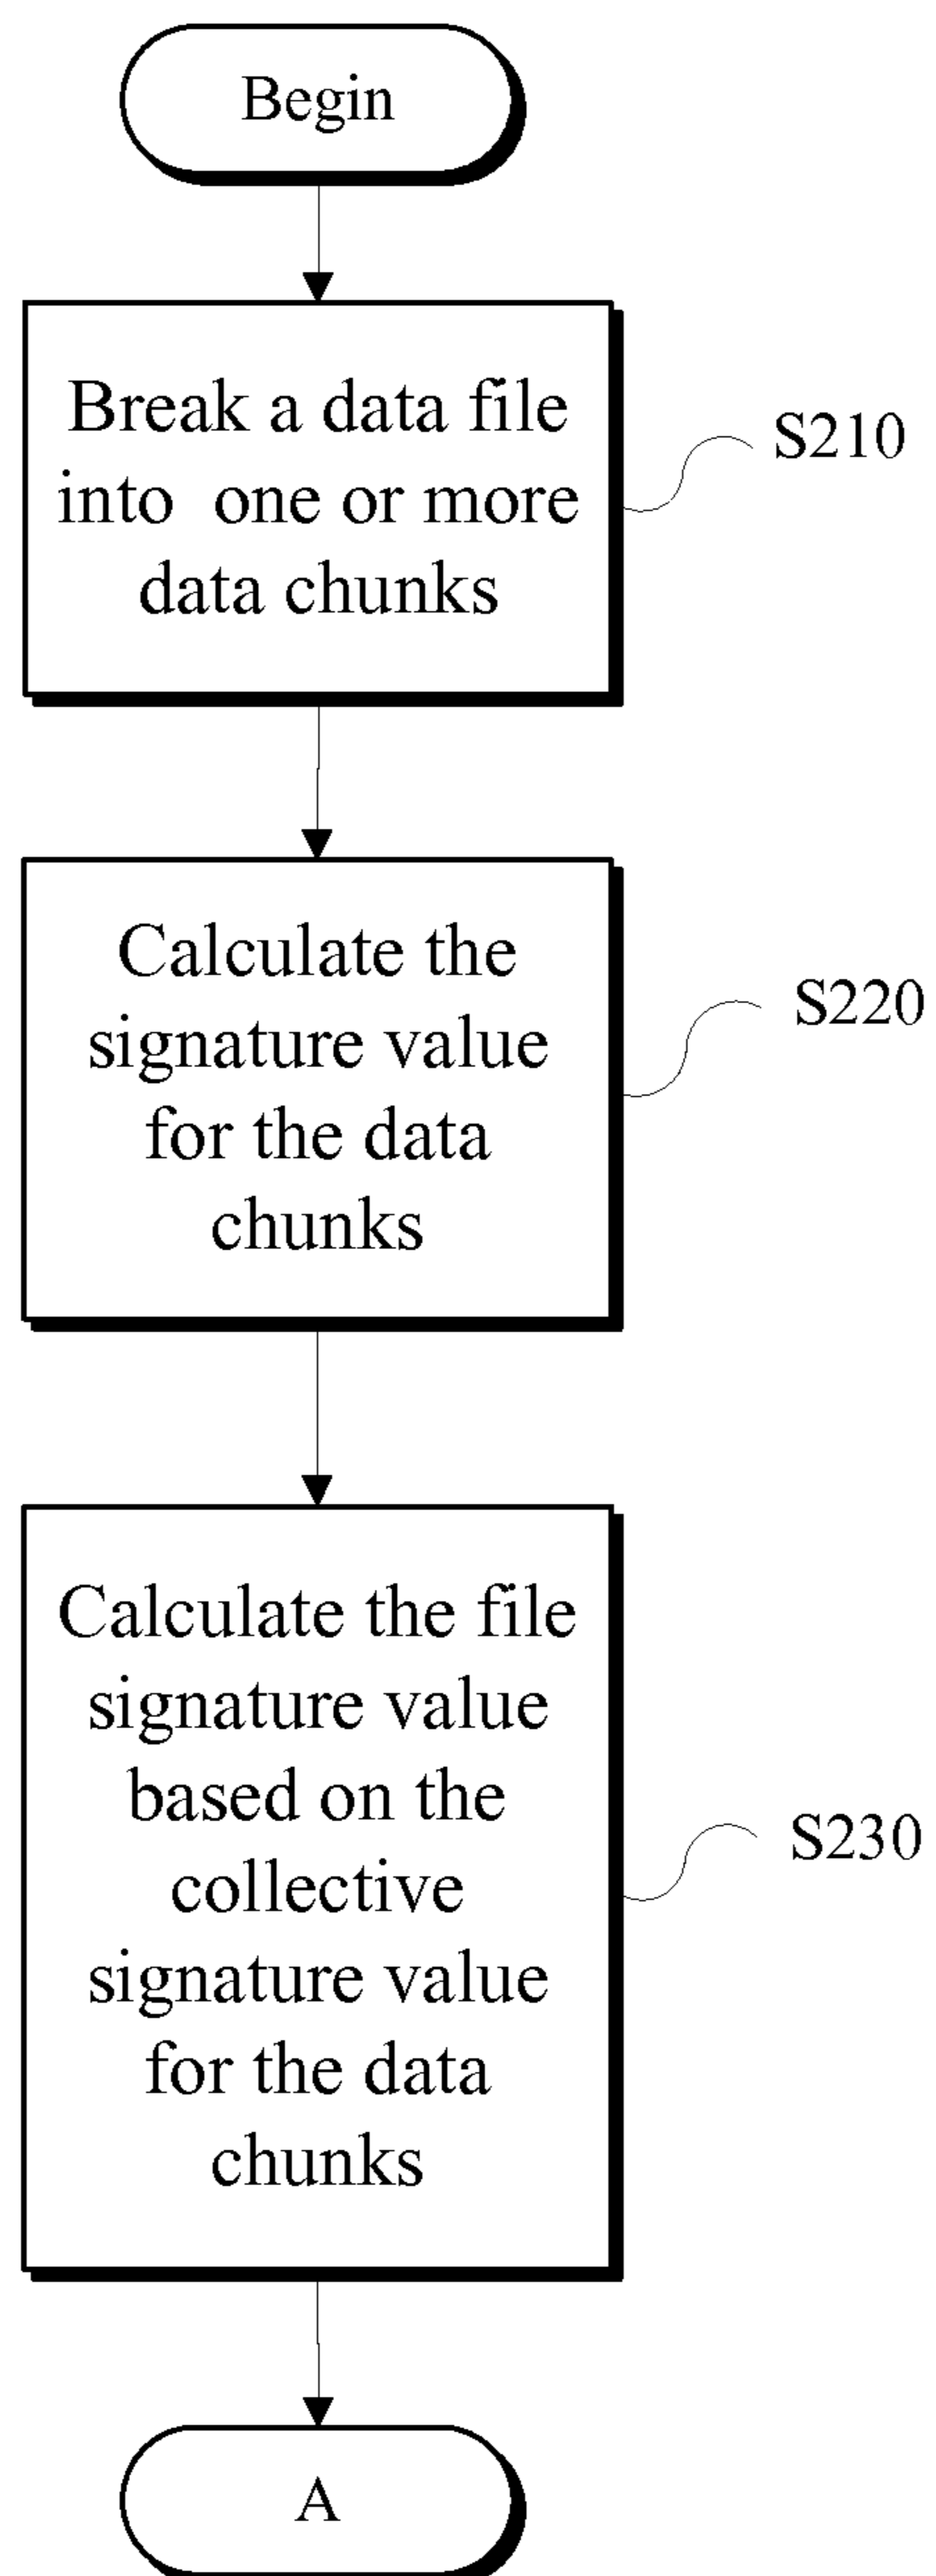 Begin
Break a data file
into one or more
data chunks
S210
Calculate the
signature value
for the data
chunks
S220
Calculate the file
signature value
based on the
collective
signature value
for the data
chunks
S230
A